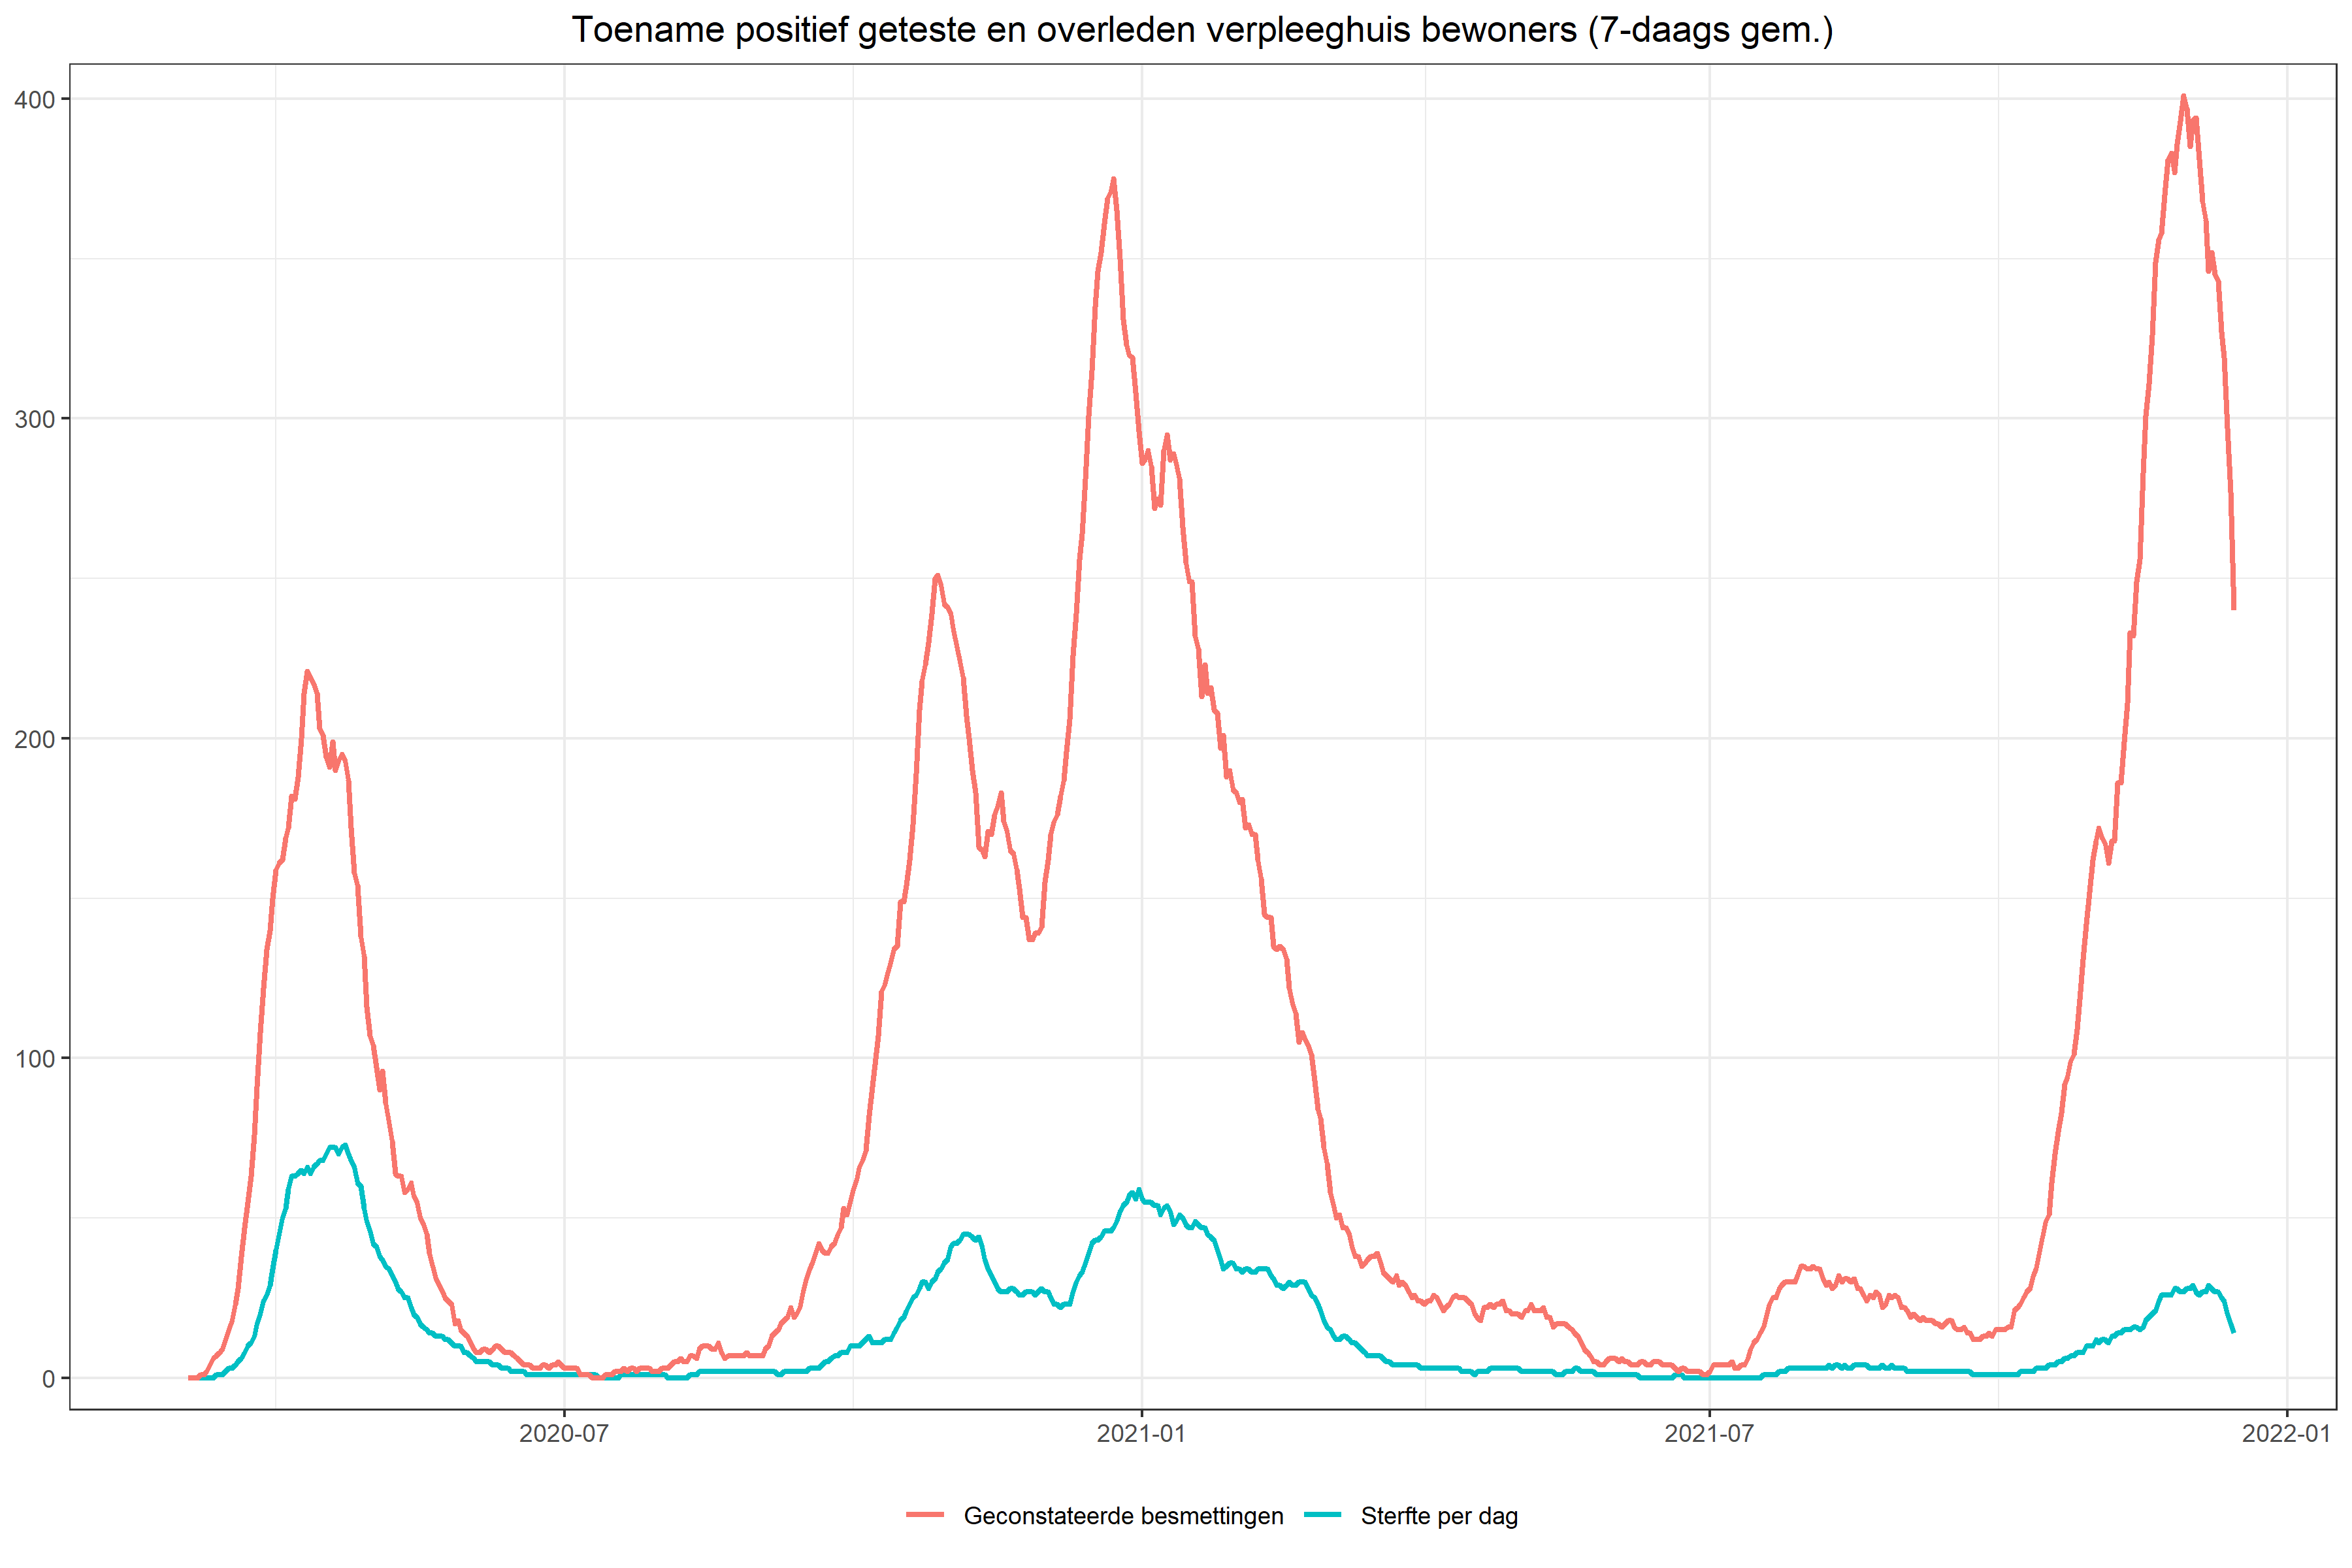 Toename positief geteste en overleden verpleeghuis bewoners (7-daags gem.)
400
300
200
100
0
2020-07 2021-01 2021-07 2022-01
Geconstateerde besmettingen Sterfte per dag